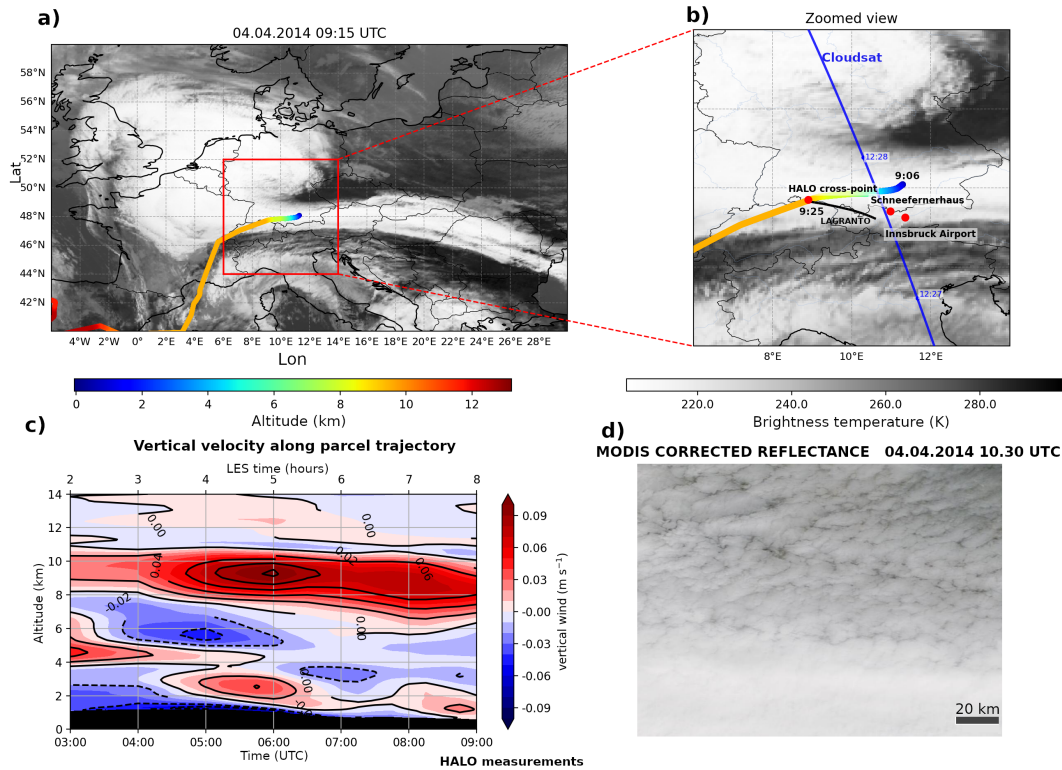 a)
04.04.2014 09:15 UTC
58°N
56°N
54°N
52°N
50°N
48°N
46°N
44°N
42°N
Lat
4°W 2°W 0° 2°E 4°E 6°E 8°E 10°E 12°E 14°E 16°E 18°E 20°E 22°E 24°E 26°E 28°E
Lon
0 2 4 6 8 10 12
Altitude (km)
b)
Zoomed view
Cloudsat
12:28
9:06
HALO cross-point
Schneefernerhaus
9:25
LAGRANTO
Innsbruck Airport
12:27
8°E 10°E 12°E
220.0 240.0 260.0 280.0
Brightness temperature (K)
c)
Vertical velocity along parcel trajectory
LES time (hours)
2 3 4 5 6 7 8
14
12
10
8
6
4
2
0
Altitude (km)
0.00
0.00
0.04
0.02
0.06
-0.02
0.00
0.00
03:00 04:00 05:00 06:00 07:00 08:00 09:00
Time (UTC)
0.09
0.06
0.03
-0.00
-0.03
-0.06
-0.09
vertical wind (m s⁻¹)
HALO measurements
d)
MODIS CORRECTED REFLECTANCE 04.04.2014 10.30 UTC
20 km